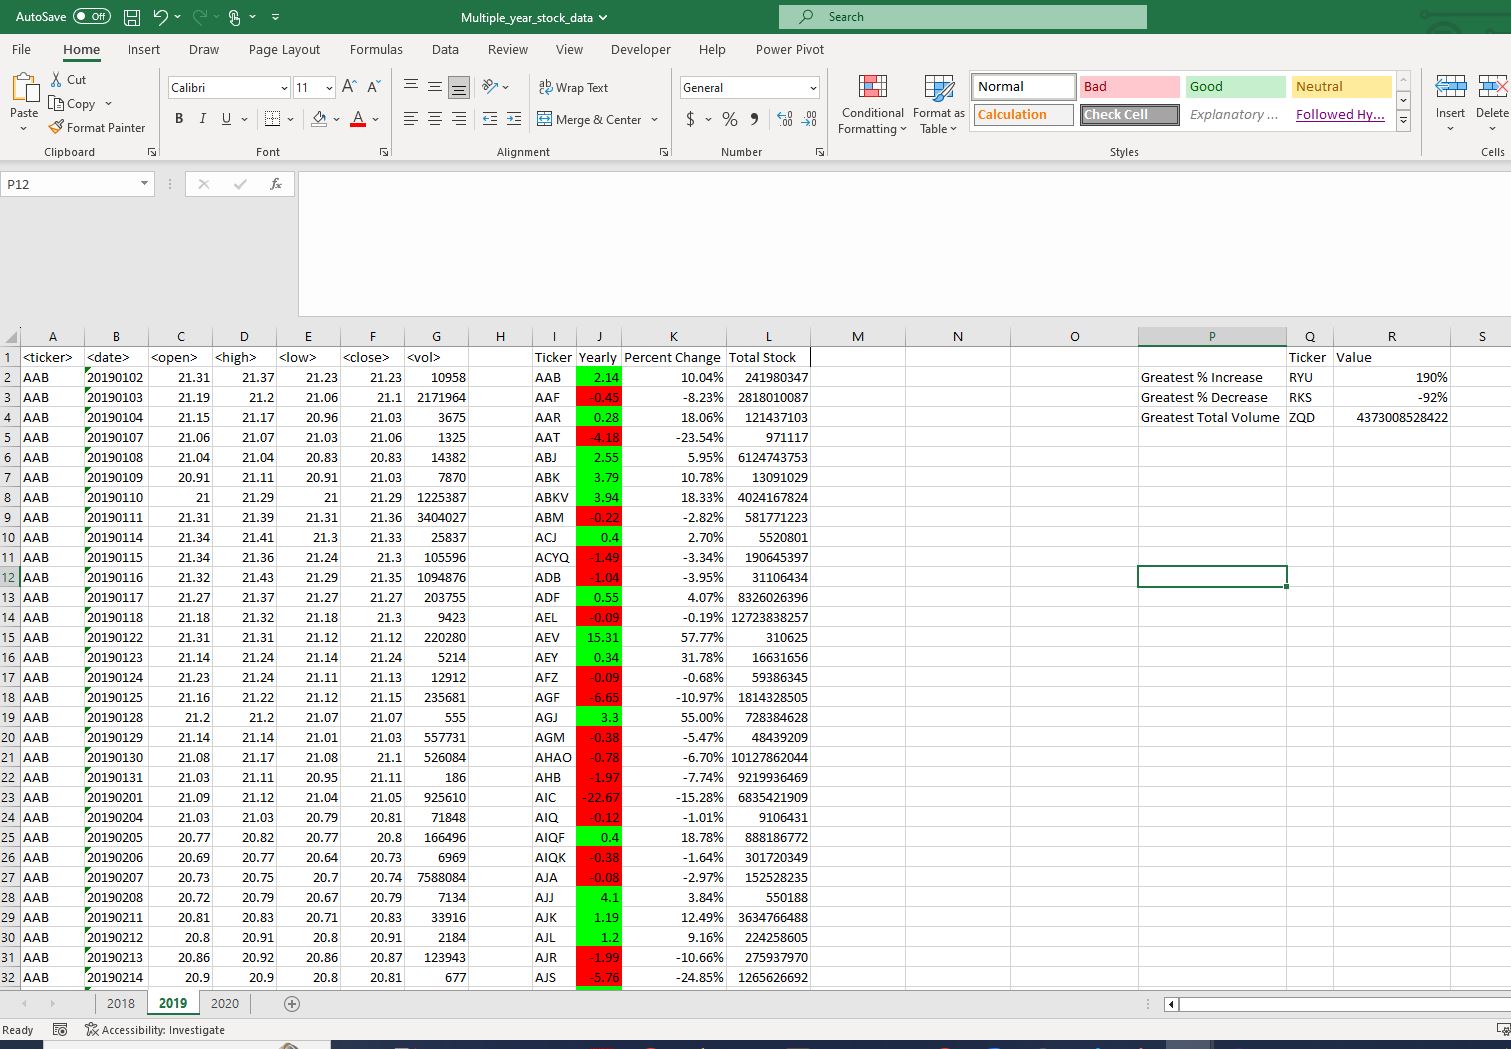 AutoSave Off Multiple_year_stock_data Search
File Home Insert Draw Page Layout Formulas Data Review View Developer Help Power Pivot
Paste Cut Copy Format Painter
Calibri 11
B I U A
Wrap Text
Merge & Center
General
$ %
Conditional Formatting
Format as Table
Normal Bad Good Neutral
Calculation Check Cell Explanatory ... Followed Hy...
Insert Delete
Clipboard Font Alignment Number Styles Cells
P12 fx
A B C D E F G H I J K L M N O P Q R S
1 <ticker> <date> <open> <high> <low> <close> <vol> Ticker Yearly Percent Change Total Stock Ticker Value
2 AAB 20190102 21.31 21.37 21.23 21.23 10958 AAB 2.14 10.04% 241980347 Greatest % Increase RYU 190%
3 AAB 20190103 21.19 21.2 21.06 21.1 2171964 AAF -0.45 -8.23% 2818010087 Greatest % Decrease RKS -92%
4 AAB 20190104 21.15 21.17 20.96 21.03 3675 AAR 0.28 18.06% 121437103 Greatest Total Volume ZQD 4373008528422
5 AAB 20190107 21.06 21.07 21.03 21.06 1325 AAT -4.18 -23.54% 971117
6 AAB 20190108 21.04 21.04 20.83 20.83 14382 ABJ 2.55 5.95% 6124743753
7 AAB 20190109 20.91 21.11 20.91 21.03 7870 ABK 3.79 10.78% 13091029
8 AAB 20190110 21 21.29 21 21.29 1225387 ABKV 3.94 18.33% 4024167824
9 AAB 20190111 21.31 21.39 21.31 21.36 3404027 ABM -0.22 -2.82% 581771223
10 AAB 20190114 21.34 21.41 21.3 21.33 25837 ACJ 0.4 2.70% 5520801
11 AAB 20190115 21.34 21.36 21.24 21.3 105596 ACYQ -1.49 -3.34% 190645397
12 AAB 20190116 21.32 21.43 21.29 21.35 1094876 ADB -1.04 -3.95% 31106434
13 AAB 20190117 21.27 21.37 21.27 21.27 203755 ADF 0.55 4.07% 8326026396
14 AAB 20190118 21.18 21.32 21.18 21.3 9423 AEL -0.09 -0.19% 12723838257
15 AAB 20190122 21.31 21.31 21.12 21.12 220280 AEV 15.31 57.77% 310625
16 AAB 20190123 21.14 21.24 21.14 21.24 5214 AEY 0.34 31.78% 16631656
17 AAB 20190124 21.23 21.24 21.11 21.13 12912 AFZ -0.09 -0.68% 59386345
18 AAB 20190125 21.16 21.22 21.12 21.15 235681 AGF -6.65 -10.97% 1814328505
19 AAB 20190128 21.2 21.2 21.07 21.07 555 AGJ 3.3 55.00% 728384628
20 AAB 20190129 21.14 21.14 21.01 21.03 557731 AGM -0.38 -5.47% 48439209
21 AAB 20190130 21.08 21.17 21.08 21.1 526084 AHAO -0.78 -6.70% 10127862044
22 AAB 20190131 21.03 21.11 20.95 21.11 186 AHB -1.97 -7.74% 9219936469
23 AAB 20190201 21.09 21.12 21.04 21.05 925610 AIC -22.67 -15.28% 6835421909
24 AAB 20190204 21.03 21.03 20.79 20.81 71848 AIQ -0.12 -1.01% 9106431
25 AAB 20190205 20.77 20.82 20.77 20.8 166496 AIQF 0.4 18.78% 888186772
26 AAB 20190206 20.69 20.77 20.64 20.73 6969 AIQK -0.38 -1.64% 301720349
27 AAB 20190207 20.73 20.75 20.7 20.74 7588084 AJA -0.08 -2.97% 152528235
28 AAB 20190208 20.72 20.79 20.67 20.79 7134 AJJ 4.1 3.84% 550188
29 AAB 20190211 20.81 20.83 20.71 20.83 33916 AJK 1.19 12.49% 3634766488
30 AAB 20190212 20.8 20.91 20.8 20.91 2184 AJL 1.2 9.16% 224258605
31 AAB 20190213 20.86 20.92 20.86 20.87 123943 AJR -1.99 -10.66% 275937970
32 AAB 20190214 20.9 20.9 20.8 20.81 677 AJS -5.76 -24.85% 1265626692
2018 2019 2020
Ready Accessibility: Investigate